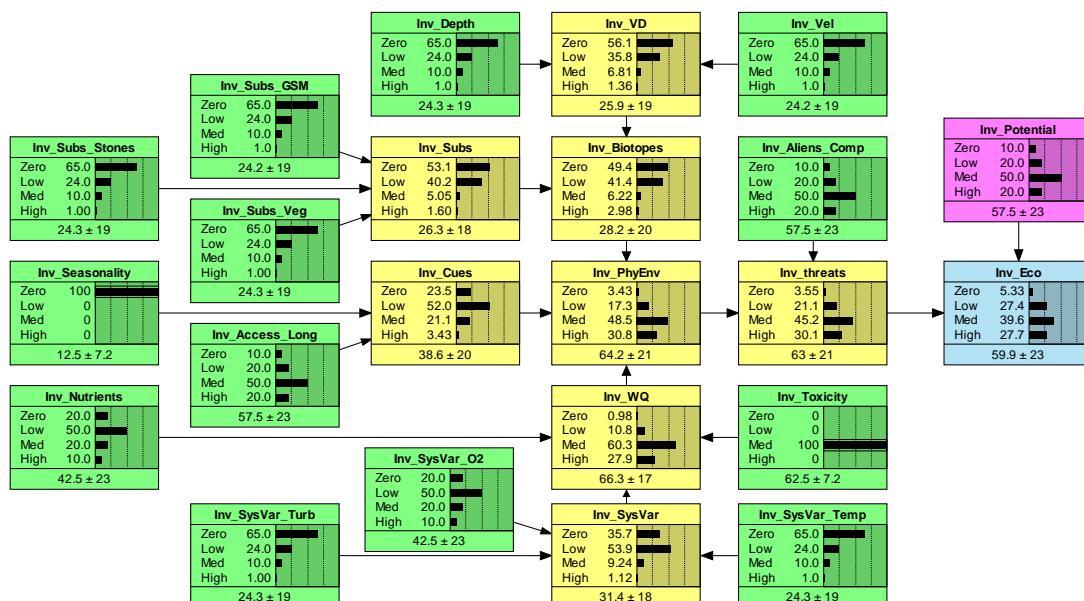 Inv_Depth
Zero 65.0
Low 24.0
Med 10.0
High 1.0
24.3 ± 19
Inv_VD
Zero 56.1
Low 35.8
Med 6.81
High 1.36
25.9 ± 19
Inv_Vel
Zero 65.0
Low 24.0
Med 10.0
High 1.0
24.2 ± 19
Inv_Subs_GSM
Zero 65.0
Low 24.0
Med 10.0
High 1.0
24.2 ± 19
Inv_Subs_Stones
Zero 65.0
Low 24.0
Med 10.0
High 1.00
24.3 ± 19
Inv_Subs
Zero 53.1
Low 40.2
Med 5.05
High 1.60
26.3 ± 18
Inv_Biotopes
Zero 49.4
Low 41.4
Med 6.22
High 2.98
28.2 ± 20
Inv_Aliens_Comp
Zero 10.0
Low 20.0
Med 50.0
High 20.0
57.5 ± 23
Inv_Potential
Zero 10.0
Low 20.0
Med 50.0
High 20.0
57.5 ± 23
Inv_Subs_Veg
Zero 65.0
Low 24.0
Med 10.0
High 1.00
24.3 ± 19
Inv_Seasonality
Zero 100
Low 0
Med 0
High 0
12.5 ± 7.2
Inv_Cues
Zero 23.5
Low 52.0
Med 21.1
High 3.43
38.6 ± 20
Inv_PhyEnv
Zero 3.43
Low 17.3
Med 48.5
High 30.8
64.2 ± 21
Inv_threats
Zero 3.55
Low 21.1
Med 45.2
High 30.1
63 ± 21
Inv_Eco
Zero 5.33
Low 27.4
Med 39.6
High 27.7
59.9 ± 23
Inv_Access_Long
Zero 10.0
Low 20.0
Med 50.0
High 20.0
57.5 ± 23
Inv_Nutrients
Zero 20.0
Low 50.0
Med 20.0
High 10.0
42.5 ± 23
Inv_WQ
Zero 0.98
Low 10.8
Med 60.3
High 27.9
66.3 ± 17
Inv_Toxicity
Zero 0
Low 0
Med 100
High 0
62.5 ± 7.2
Inv_SysVar_O2
Zero 20.0
Low 50.0
Med 20.0
High 10.0
42.5 ± 23
Inv_SysVar_Turb
Zero 65.0
Low 24.0
Med 10.0
High 1.00
24.3 ± 19
Inv_SysVar
Zero 35.7
Low 53.9
Med 9.24
High 1.12
31.4 ± 18
Inv_SysVar_Temp
Zero 65.0
Low 24.0
Med 10.0
High 1.0
24.3 ± 19